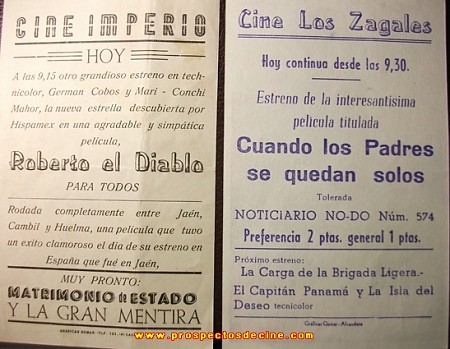 CINE IMPERIO
HOY
A las 9,15 otro grandioso estreno en tech-
nicolor, German Cobos y Mari - Conchi
Mahor, la nueva estrella descubierta por
Hispamex en una agradable y simpática
película,
Roberto el Diablo
PARA TODOS
Rodada completamente entre Jaén,
Cambil y Huelma, una pelicula que tuvo
un exito clamoroso el día de su estreno en
España que fué en Jaén,
MUY PRONTO:
MATRIMONIO DE ESTADO
Y LA GRAN MENTIRA
Cine Los Zagales
Hoy continua desde las 9,30.
Estreno de la interesantísima
pelicula titulada
Cuando los Padres
se quedan solos
Tolerada
NOTICIARIO NO-DO Núm. 574
Preferencia 2 ptas. general 1 ptas.
Próximo estreno:
La Carga de la Brigada Ligera.-
El Capitán Panamá y La Isla del
Deseo tecnicolor
www.prospectosdecine.com